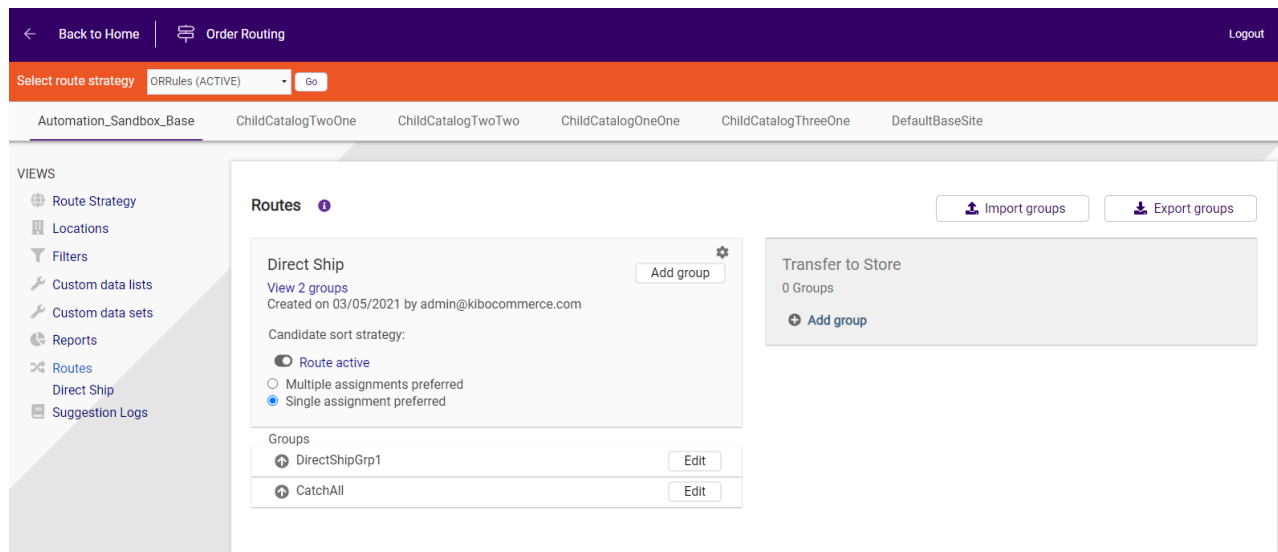 Back to Home
Order Routing
Logout
Select route strategy
ORRules (ACTIVE)
Go
Automation_Sandbox_Base
ChildCatalogTwoOne
ChildCatalogTwoTwo
ChildCatalogOneOne
ChildCatalogThreeOne
DefaultBaseSite
VIEWS
Route Strategy
Locations
Filters
Custom data lists
Custom data sets
Reports
Routes
Direct Ship
Suggestion Logs
Routes
Import groups
Export groups
Direct Ship
Add group
View 2 groups
Created on 03/05/2021 by admin@kibocommerce.com
Candidate sort strategy:
Route active
Multiple assignments preferred
Single assignment preferred
Groups
DirectShipGrp1
Edit
CatchAll
Edit
Transfer to Store
0 Groups
Add group